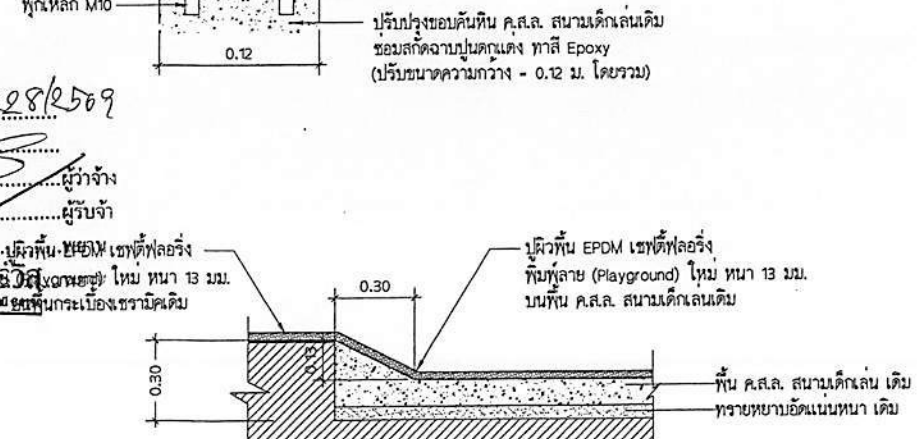 พุกเหล็ก M10
0.12
ปรับปรุงขอบคันหิน ค.ส.ล. สนามเด็กเล่นเดิม
ซ่อมสกัดฉาบปูนตกแต่ง ทาสี Epoxy
(ปรับขนาดความกว้าง - 0.12 ม. โดยรวม)
28/2569
ผู้ว่าจ้าง
ผู้รับจ้า
ปูผิวพื้น EPDM เซฟตี้ฟลอริ่ง
ใหม่ หนา 13 มม.
บนพื้นกระเบื้องเซรามิคเดิม
0.30
ปูผิวพื้น EPDM เซฟตี้ฟลอริ่ง
พิมพ์ลาย (Playground) ใหม่ หนา 13 มม.
บนพื้น ค.ส.ล. สนามเด็กเล่นเดิม
0.30
0.13
พื้น ค.ส.ล. สนามเด็กเล่น เดิม
ทรายหยาบอัดแน่นหนา เดิม